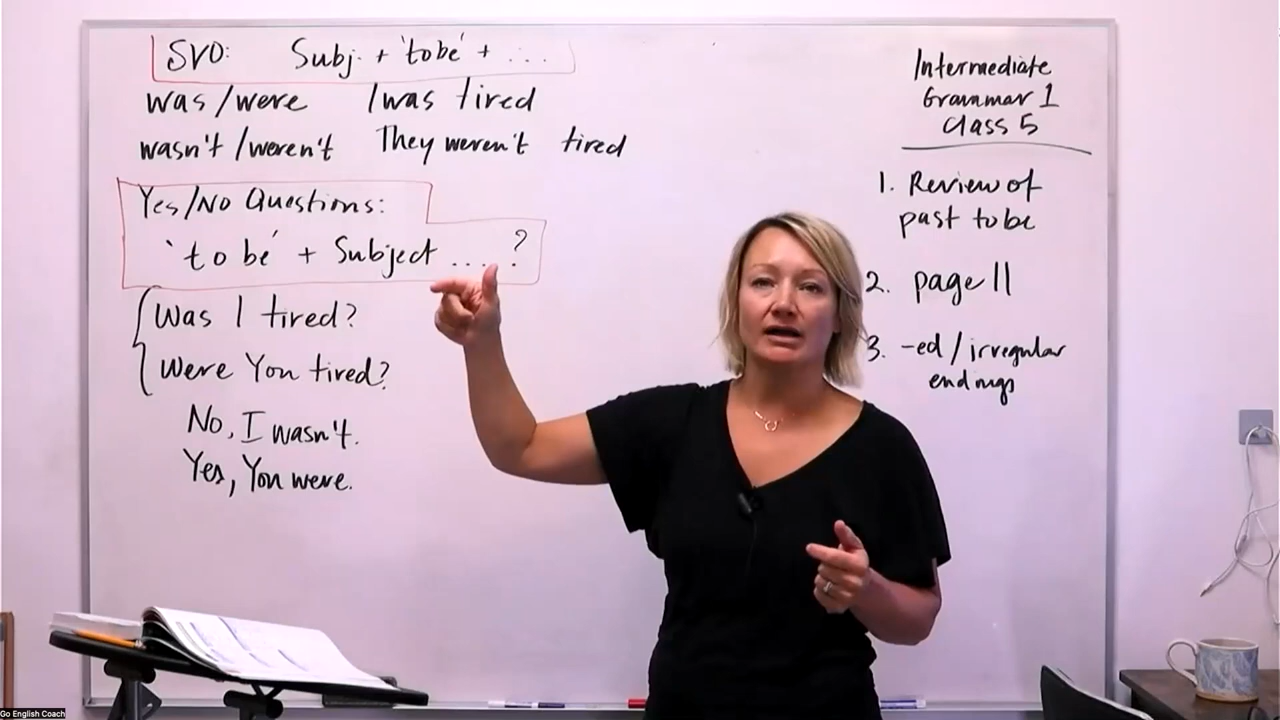 SVO: Subj. + 'to be' + ...
was/were I was tired
wasn't/weren't They weren't tired
Yes/No Questions:
'to be' + Subject ....?
Was I tired?
Were You tired?
No, I wasn't.
Yes, You were.
Intermediate
Grammar 1
Class 5
1. Review of
past to be
2. page 11
3. -ed/irregular
endings
Go English Coach